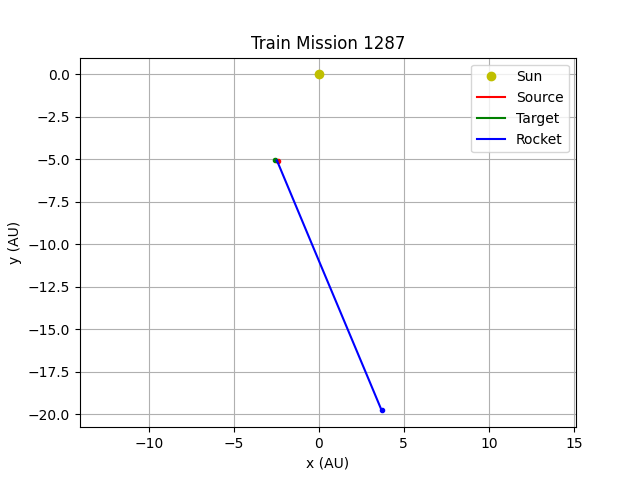 Train Mission 1287
Sun
Source
Target
Rocket
0.0
−2.5
−5.0
−7.5
−10.0
−12.5
−15.0
−17.5
−20.0
y (AU)
−10
−5
0
5
10
15
x (AU)